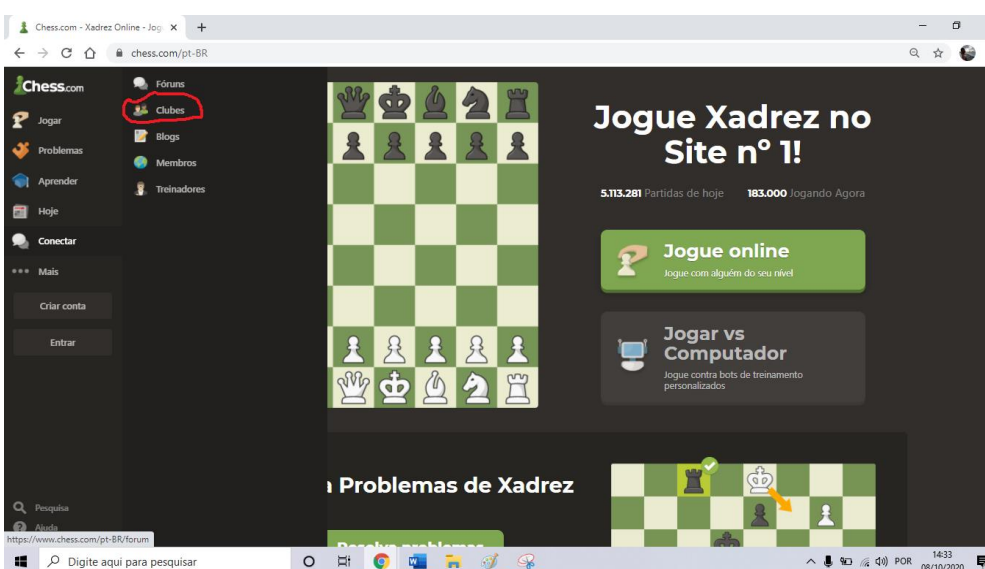 Chess.com - Xadrez Online - Jog
chess.com/pt-BR
Chess.com
Jogar
Problemas
Aprender
Hoje
Conectar
Mais
Criar conta
Entrar
Pesquisa
Ajuda
Fóruns
Clubes
Blogs
Membros
Treinadores
Jogue Xadrez no
Site nº 1!
5.113.281 Partidas de hoje 183.000 Jogando Agora
Jogue online
Jogue com alguém do seu nível
Jogar vs
Computador
Jogue contra bots de treinamento
personalizados
a Problemas de Xadrez
Resolva problemas
https://www.chess.com/pt-BR/forum
Digite aqui para pesquisar
POR
14:33
08/10/2020